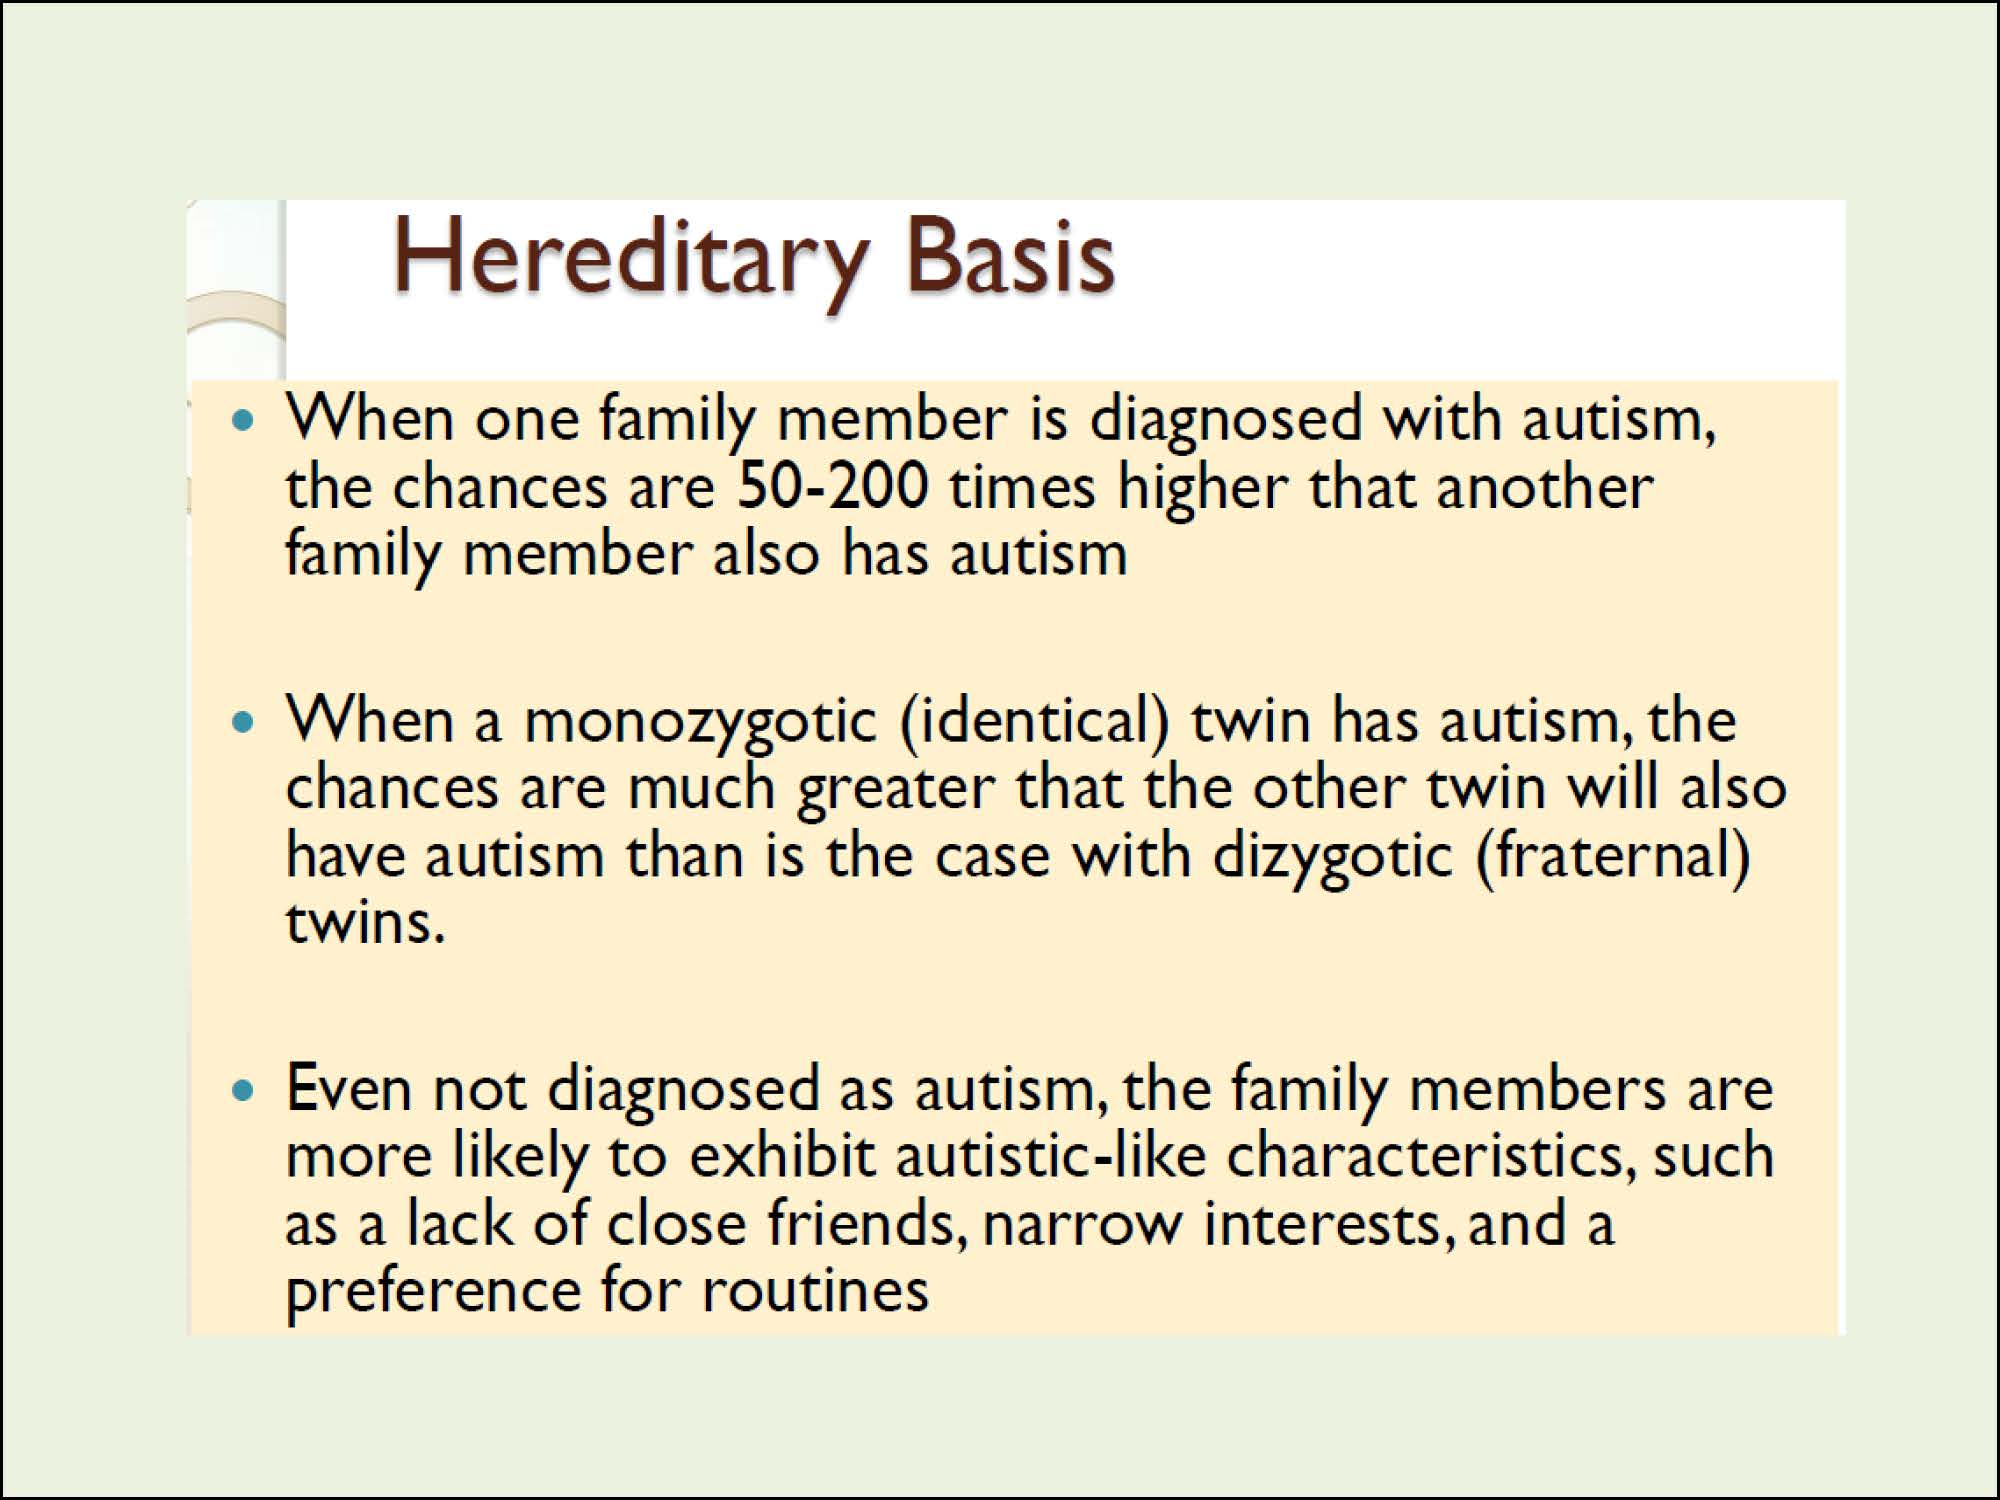 Hereditary Basis
• When one family member is diagnosed with autism,
the chances are 50-200 times higher that another
family member also has autism
• When a monozygotic (identical) twin has autism, the
chances are much greater that the other twin will also
have autism than is the case with dizygotic (fraternal)
twins.
• Even not diagnosed as autism, the family members are
more likely to exhibit autistic-like characteristics, such
as a lack of close friends, narrow interests, and a
preference for routines